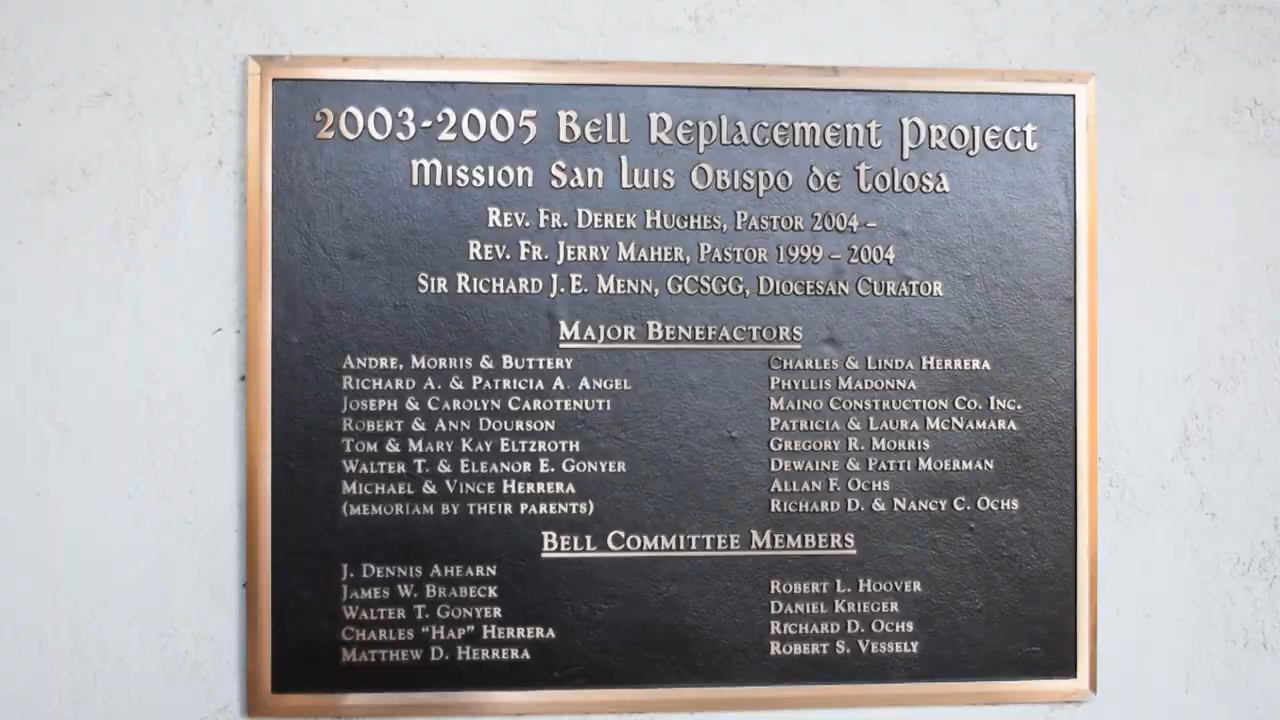 2003-2005 Bell Replacement Project
Mission San Luis Obispo de Tolosa
Rev. Fr. Derek Hughes, Pastor 2004 –
Rev. Fr. Jerry Maher, Pastor 1999 – 2004
Sir Richard J. E. Menn, GCSGG, Diocesan Curator
Major Benefactors
Andre, Morris & Buttery
Richard A. & Patricia A. Angel
Joseph & Carolyn Carotenuti
Robert & Ann Dourson
Tom & Mary Kay Eltzroth
Walter T. & Eleanor E. Gonyer
Michael & Vince Herrera
(memoriam by their parents)
Charles & Linda Herrera
Phyllis Madonna
Maino Construction Co. Inc.
Patricia & Laura McNamara
Gregory R. Morris
Dewaine & Patti Moerman
Allan F. Ochs
Richard D. & Nancy C. Ochs
Bell Committee Members
J. Dennis Ahearn
James W. Brabeck
Walter T. Gonyer
Charles “Hap” Herrera
Matthew D. Herrera
Robert L. Hoover
Daniel Krieger
Richard D. Ochs
Robert S. Vessely